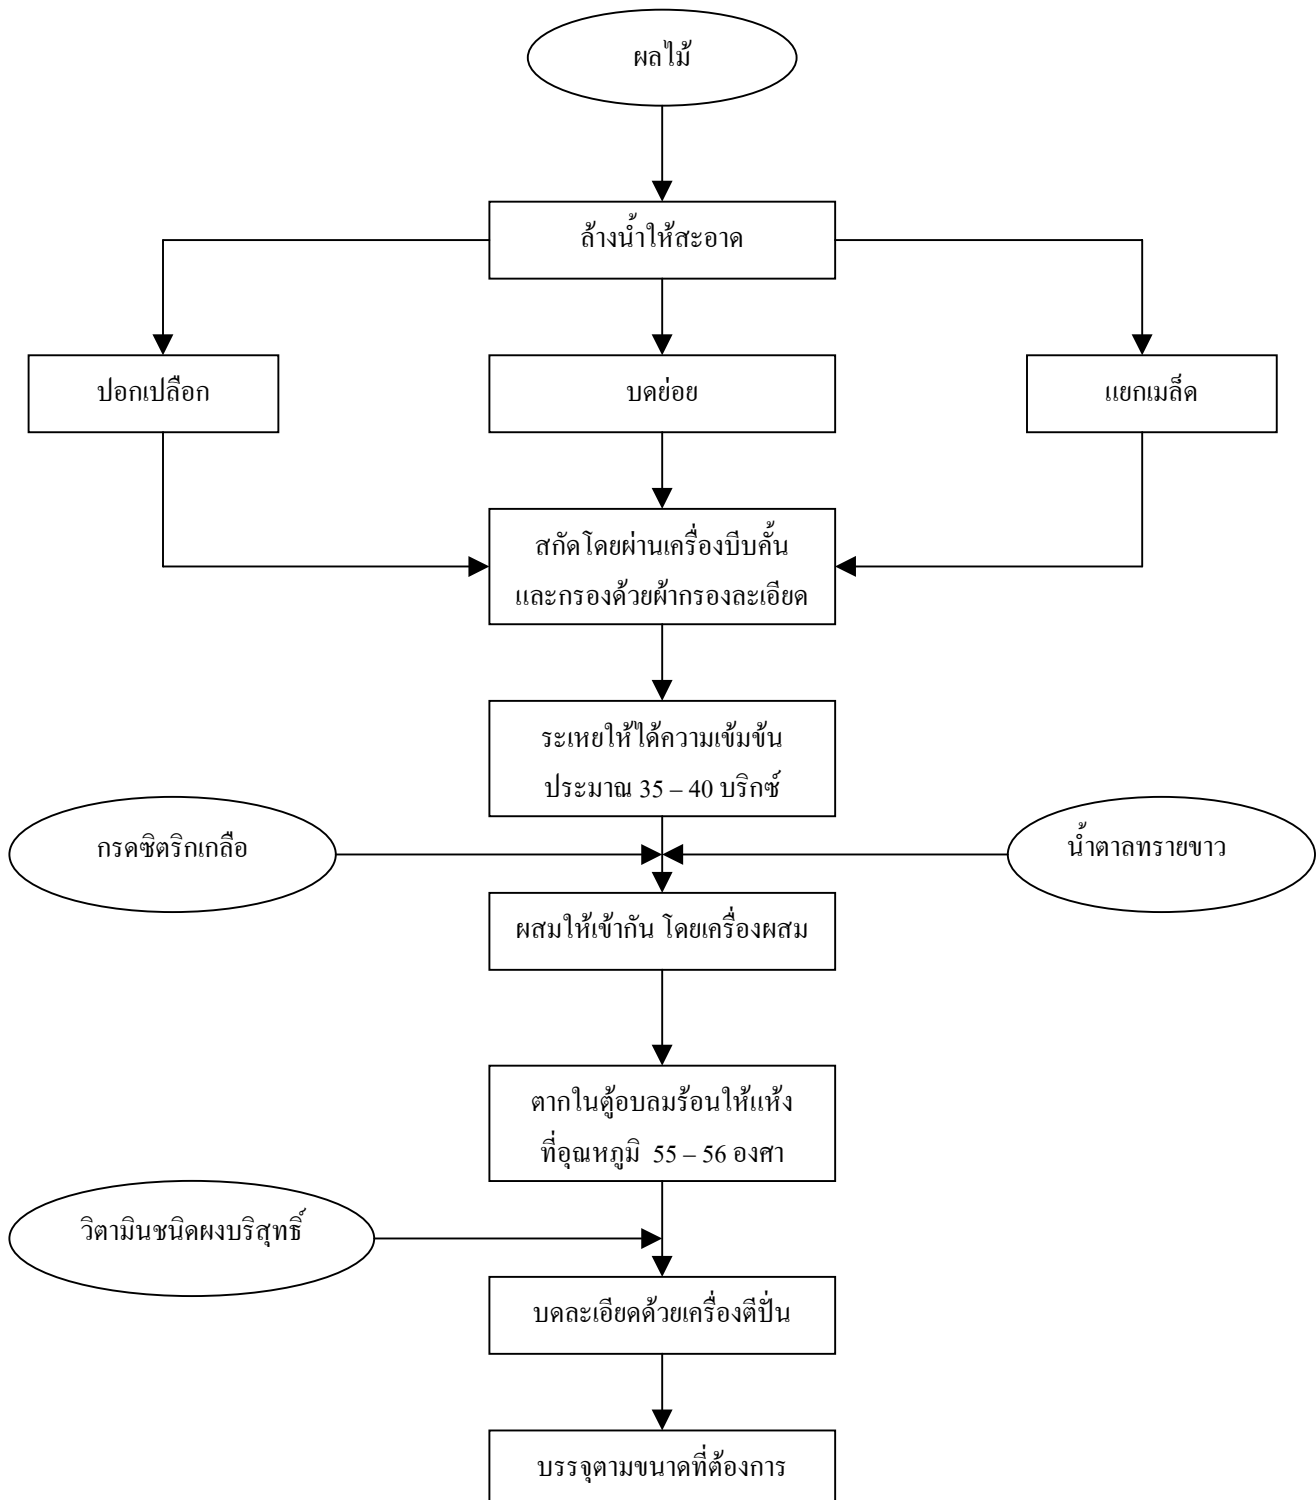 ผลไม้
ล้างน้ำให้สะอาด
ปอกเปลือก
บดย่อย
แยกเมล็ด
สกัดโดยผ่านเครื่องบีบคั้น
และกรองด้วยผ้ากรองละเอียด
ระเหยให้ได้ความเข้มข้น
ประมาณ 35 – 40 บริกซ์
กรดซิตริกเกลือ
น้ำตาลทรายขาว
ผสมให้เข้ากัน โดยเครื่องผสม
ตากในตู้อบลมร้อนให้แห้ง
ที่อุณหภูมิ 55 – 56 องศา
วิตามินชนิดผงบริสุทธิ์
บดละเอียดด้วยเครื่องตีปั่น
บรรจุตามขนาดที่ต้องการ